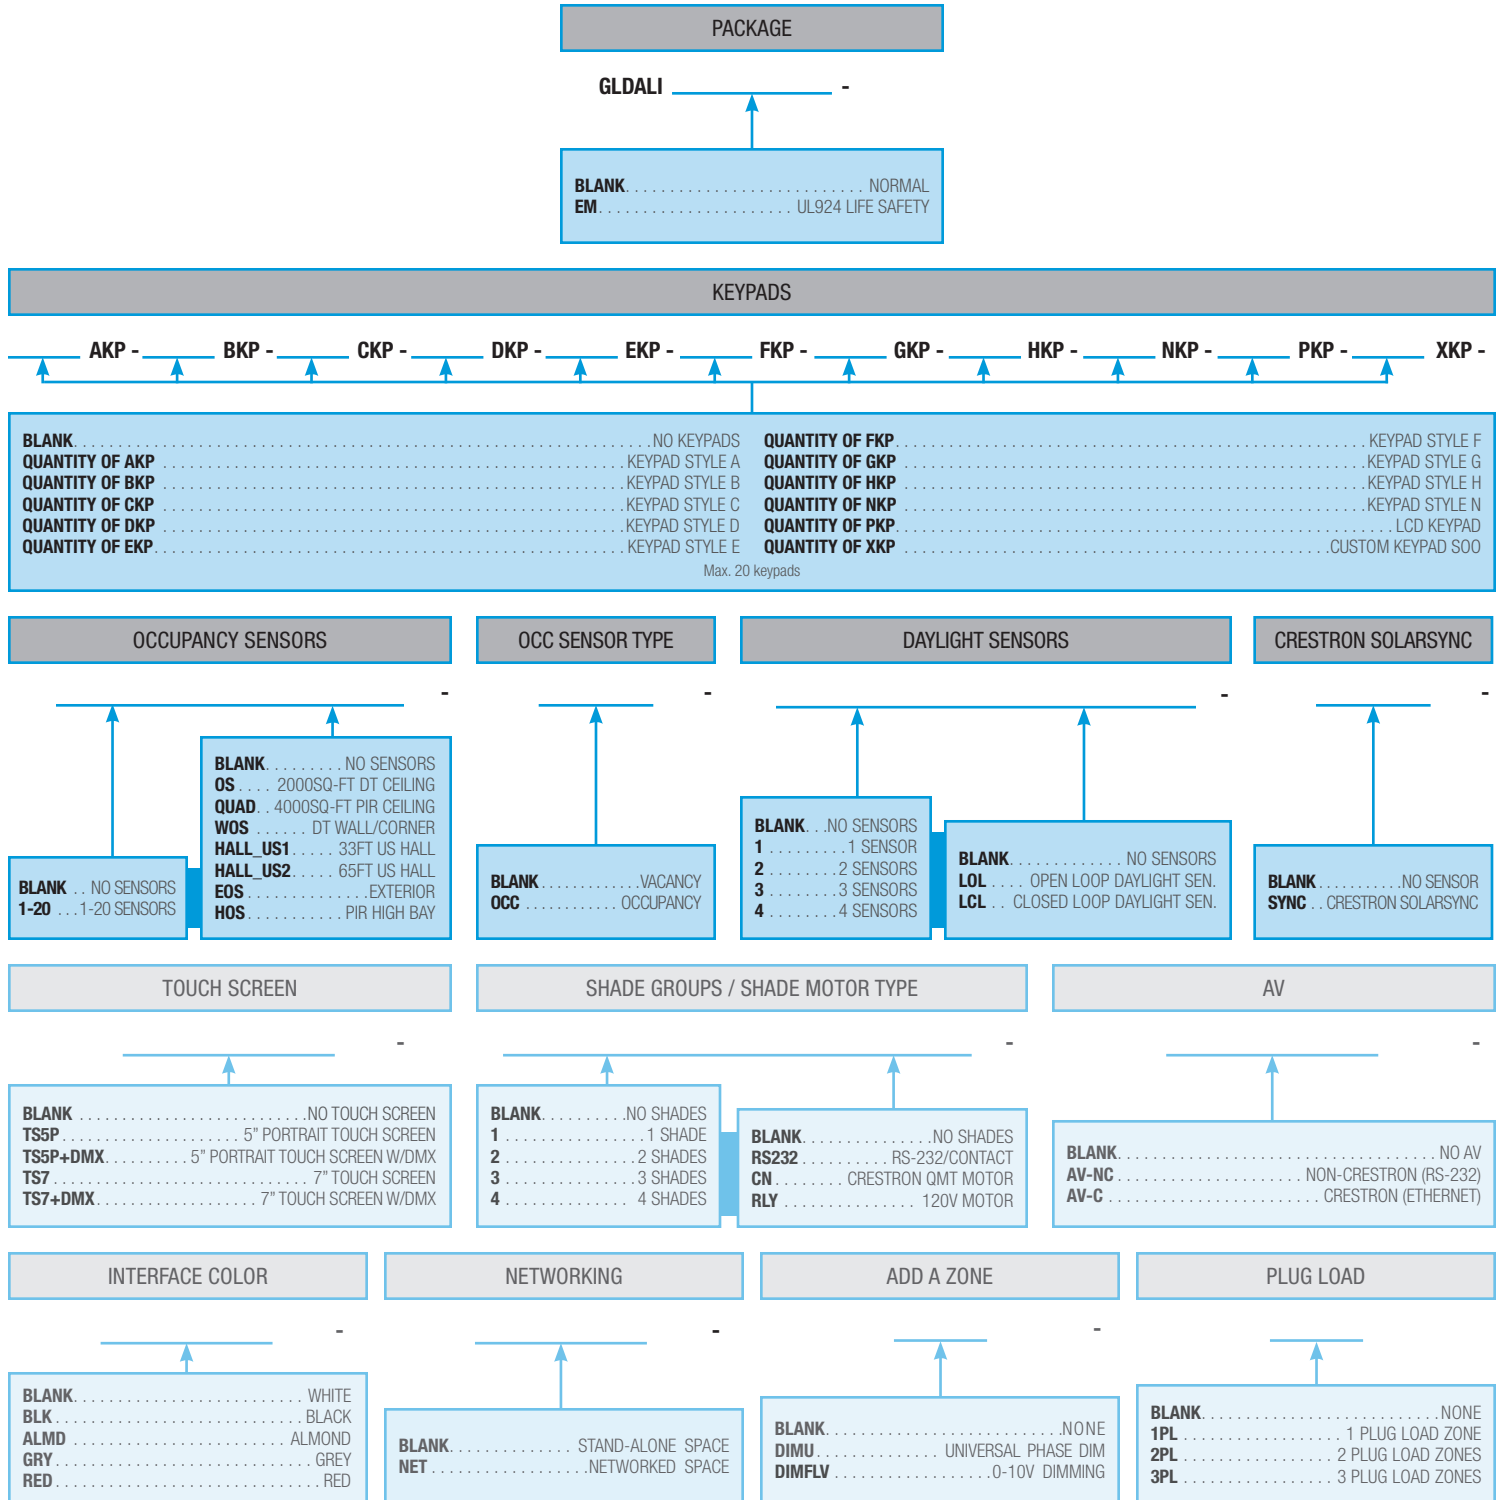 PACKAGE
GLDALI -
BLANK. . . . . . . . . . . . . . . . . . . . . . . . . . . NORMAL
EM. . . . . . . . . . . . . . . . . . . . . . UL924 LIFE SAFETY
KEYPADS
AKP - BKP - CKP - DKP - EKP - FKP - GKP - HKP - NKP - PKP - XKP -
BLANK. . . . . . . . . . . . . . . . . . . . NO KEYPADS
QUANTITY OF AKP . . . . . . . . . . . . . . . . . . . . KEYPAD STYLE A
QUANTITY OF BKP . . . . . . . . . . . . . . . . . . . . KEYPAD STYLE B
QUANTITY OF CKP . . . . . . . . . . . . . . . . . . . . KEYPAD STYLE C
QUANTITY OF DKP . . . . . . . . . . . . . . . . . . . . KEYPAD STYLE D
QUANTITY OF EKP. . . . . . . . . . . . . . . . . . . . KEYPAD STYLE E
QUANTITY OF FKP. . . . . . . . . . . . . . . . . . . . KEYPAD STYLE F
QUANTITY OF GKP . . . . . . . . . . . . . . . . . . . . KEYPAD STYLE G
QUANTITY OF HKP . . . . . . . . . . . . . . . . . . . . KEYPAD STYLE H
QUANTITY OF NKP . . . . . . . . . . . . . . . . . . . . KEYPAD STYLE N
QUANTITY OF PKP. . . . . . . . . . . . . . . . . . . . LCD KEYPAD
QUANTITY OF XKP . . . . . . . . . . . . . . . . . . . . CUSTOM KEYPAD SOO
Max. 20 keypads
OCCUPANCY SENSORS
-
BLANK . . NO SENSORS
1-20 . . . 1-20 SENSORS
BLANK. . . . . . . . . NO SENSORS
OS . . . . 2000SQ-FT DT CEILING
QUAD. . 4000SQ-FT PIR CEILING
WOS . . . . . . DT WALL/CORNER
HALL_US1. . . . . 33FT US HALL
HALL_US2. . . . . 65FT US HALL
EOS . . . . . . . . . . . . . .EXTERIOR
HOS. . . . . . . . . . . PIR HIGH BAY
OCC SENSOR TYPE
-
BLANK . . . . . . . . . . . . .VACANCY
OCC . . . . . . . . . . . . OCCUPANCY
DAYLIGHT SENSORS
-
BLANK. . .NO SENSORS
1 . . . . . . . . . 1 SENSOR
2 . . . . . . . . 2 SENSORS
3 . . . . . . . . 3 SENSORS
4 . . . . . . . . 4 SENSORS
BLANK. . . . . . . . . . . . . NO SENSORS
LOL . . . . OPEN LOOP DAYLIGHT SEN.
LCL . . CLOSED LOOP DAYLIGHT SEN.
CRESTRON SOLARSYNC
-
BLANK . . . . . . . . . .NO SENSOR
SYNC . . CRESTRON SOLARSYNC
TOUCH SCREEN
-
BLANK . . . . . . . . . . . . . . . . . . . . . . . . . .NO TOUCH SCREEN
TS5P. . . . . . . . . . . . . . . . . . . . 5” PORTRAIT TOUCH SCREEN
TS5P+DMX. . . . . . . . . . 5” PORTRAIT TOUCH SCREEN W/DMX
TS7 . . . . . . . . . . . . . . . . . . . . . . . . . . . 7” TOUCH SCREEN
TS7+DMX. . . . . . . . . . . . . . . . . . 7” TOUCH SCREEN W/DMX
SHADE GROUPS / SHADE MOTOR TYPE
-
BLANK. . . . . . . . . .NO SHADES
1 . . . . . . . . . . . . . . . . 1 SHADE
2 . . . . . . . . . . . . . . . 2 SHADES
3 . . . . . . . . . . . . . . . 3 SHADES
4 . . . . . . . . . . . . . . 4 SHADES
BLANK. . . . . . . . . . . . . . .NO SHADES
RS232 . . . . . . . . . . RS-232/CONTACT
CN . . . . . . . . CRESTRON QMT MOTOR
RLY . . . . . . . . . . . . . . . 120V MOTOR
AV
-
BLANK. . . . . . . . . . . . . . . . . . . . . . . . . . . . . . . . . . . NO AV
AV-NC . . . . . . . . . . . . . . . . . . . . . NON-CRESTRON (RS-232)
AV-C . . . . . . . . . . . . . . . . . . . . . . . . CRESTRON (ETHERNET)
INTERFACE COLOR
-
BLANK. . . . . . . . . . . . . . . . . . . . . . . . . . WHITE
BLK . . . . . . . . . . . . . . . . . . . . . . . . . . . . BLACK
ALMD . . . . . . . . . . . . . . . . . . . . . . . . ALMOND
GRY . . . . . . . . . . . . . . . . . . . . . . . . . . GREY
RED. . . . . . . . . . . . . . . . . . . . . . . . . . . . . RED
NETWORKING
-
BLANK. . . . . . . . . . . . . STAND-ALONE SPACE
NET . . . . . . . . . . . . . . . . . .NETWORKED SPACE
ADD A ZONE
-
BLANK. . . . . . . . . . . . . . . . . . . . . . . . . . .NONE
DIMU . . . . . . . . . . . . . . UNIVERSAL PHASE DIM
DIMFLV . . . . . . . . . . . . . . . . . .0-10V DIMMING
PLUG LOAD
BLANK. . . . . . . . . . . . . . . . . . . . . . . . . . .NONE
1PL . . . . . . . . . . . . . . . . . . 1 PLUG LOAD ZONE
2PL . . . . . . . . . . . . . . . . . 2 PLUG LOAD ZONES
3PL . . . . . . . . . . . . . . . . . 3 PLUG LOAD ZONES